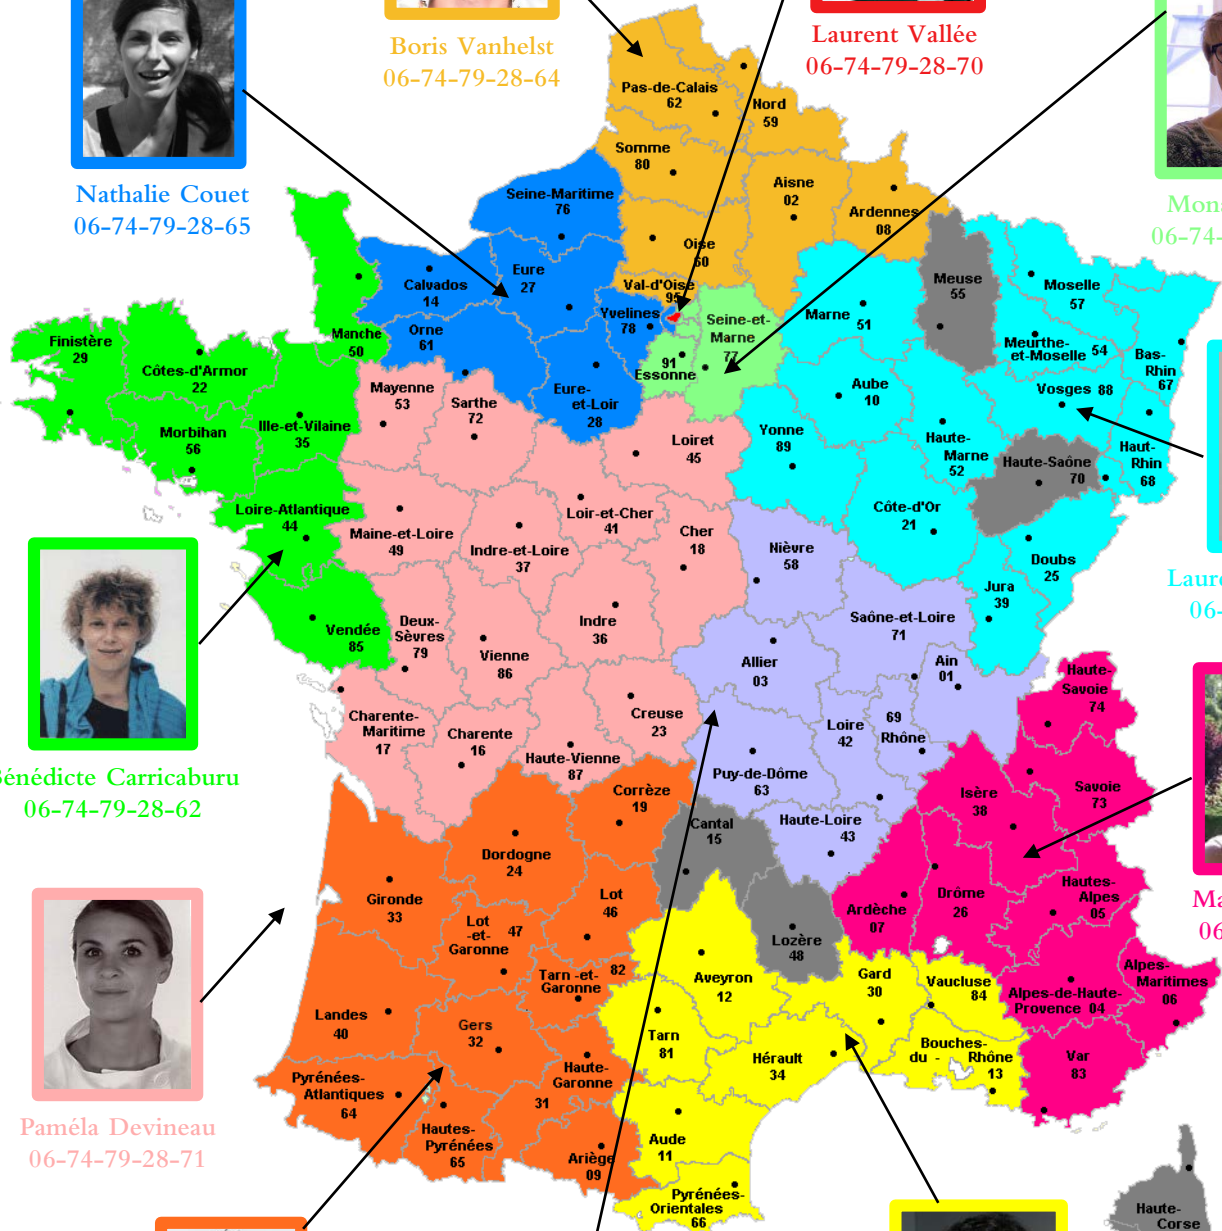 Boris Vanhelst
06-74-79-28-64
Laurent Vallée
06-74-79-28-70
Nathalie Couet
06-74-79-28-65
Mona
06-74-
Pas-de-Calais
62
Nord
59
Somme
80
Aisne
02
Ardennes
08
Seine-Maritime
76
Oise
60
Eure
27
Val-d'Oise
95
Calvados
14
Orne
61
Manche
50
Yvelines
78
Seine-et-
Marne
77
91
Essonne
Eure-
et-Loir
28
Marne
51
Meuse
55
Moselle
57
Meurthe-
et-Moselle 54
Bas-
Rhin
67
Vosges 88
Haut-
Rhin
68
Aube
10
Haute-
Marne
52
Haute-Saône
70
Yonne
89
Côte-d'Or
21
Doubs
25
Jura
39
Finistère
29
Côtes-d'Armor
22
Morbihan
56
Ille-et-Vilaine
35
Loire-Atlantique
44
Vendée
85
Mayenne
53
Sarthe
72
Loiret
45
Maine-et-Loire
49
Indre-et-Loire
37
Loir-et-Cher
41
Cher
18
Indre
36
Deux-
Sèvres
79
Vienne
86
Charente-
Maritime
17
Charente
16
Haute-Vienne
87
Creuse
23
Nièvre
58
Saône-et-Loire
71
Allier
03
Ain
01
Loire
42
69
Rhône
Puy-de-Dôme
63
Haute-Loire
43
Haute-
Savoie
74
Savoie
73
Isère
38
Drôme
26
Ardèche
07
Hautes-
Alpes
05
Alpes-de-Haute-
Provence 04
Alpes-
Maritimes
06
Var
83
Corrèze
19
Cantal
15
Lozère
48
Dordogne
24
Gironde
33
Lot
46
Lot
-et-
Garonne
47
Tarn -et-
Garonne
82
Landes
40
Gers
32
Haute-
Garonne
31
Pyrénées-
Atlantiques
64
Hautes-
Pyrénées
65
Ariège
09
Aveyron
12
Tarn
81
Gard
30
Vaucluse
84
Bouches-
du - Rhône
13
Hérault
34
Aude
11
Pyrénées-
Orientales
66
Haute-
Corse
Bénédicte Carricaburu
06-74-79-28-62
Paméla Devineau
06-74-79-28-71
Laure
06-
Ma
06